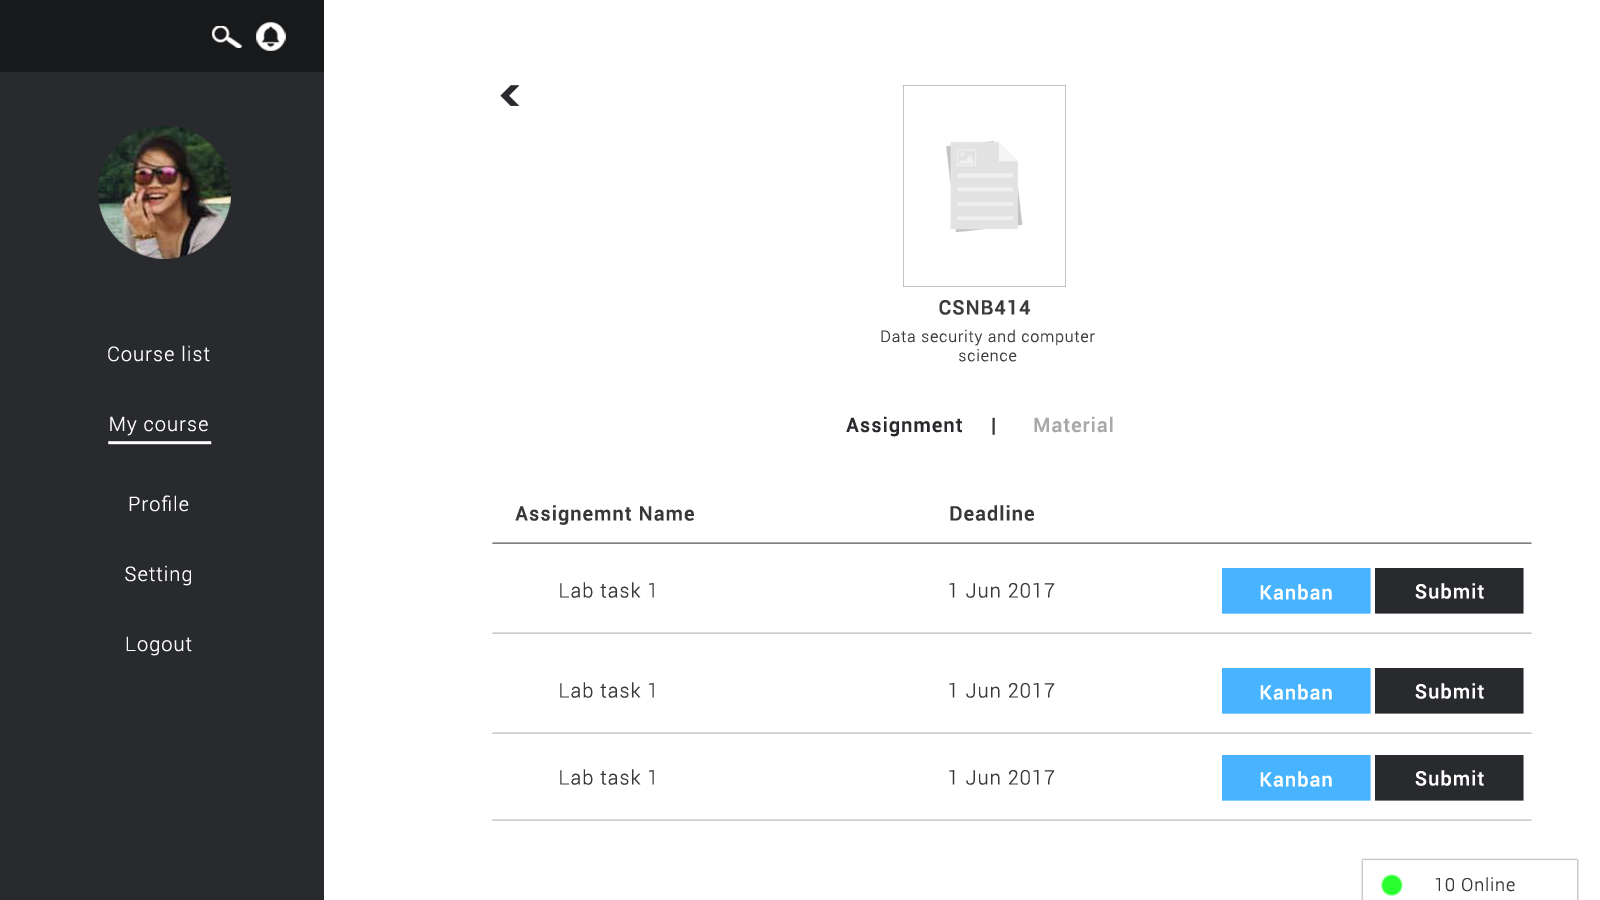 Course list
My course
Profile
Setting
Logout
CSNB414
Data security and computer
science
Assignment | Material
Assignemnt Name Deadline
Lab task 1 1 Jun 2017 Kanban Submit
Lab task 1 1 Jun 2017 Kanban Submit
Lab task 1 1 Jun 2017 Kanban Submit
10 Online